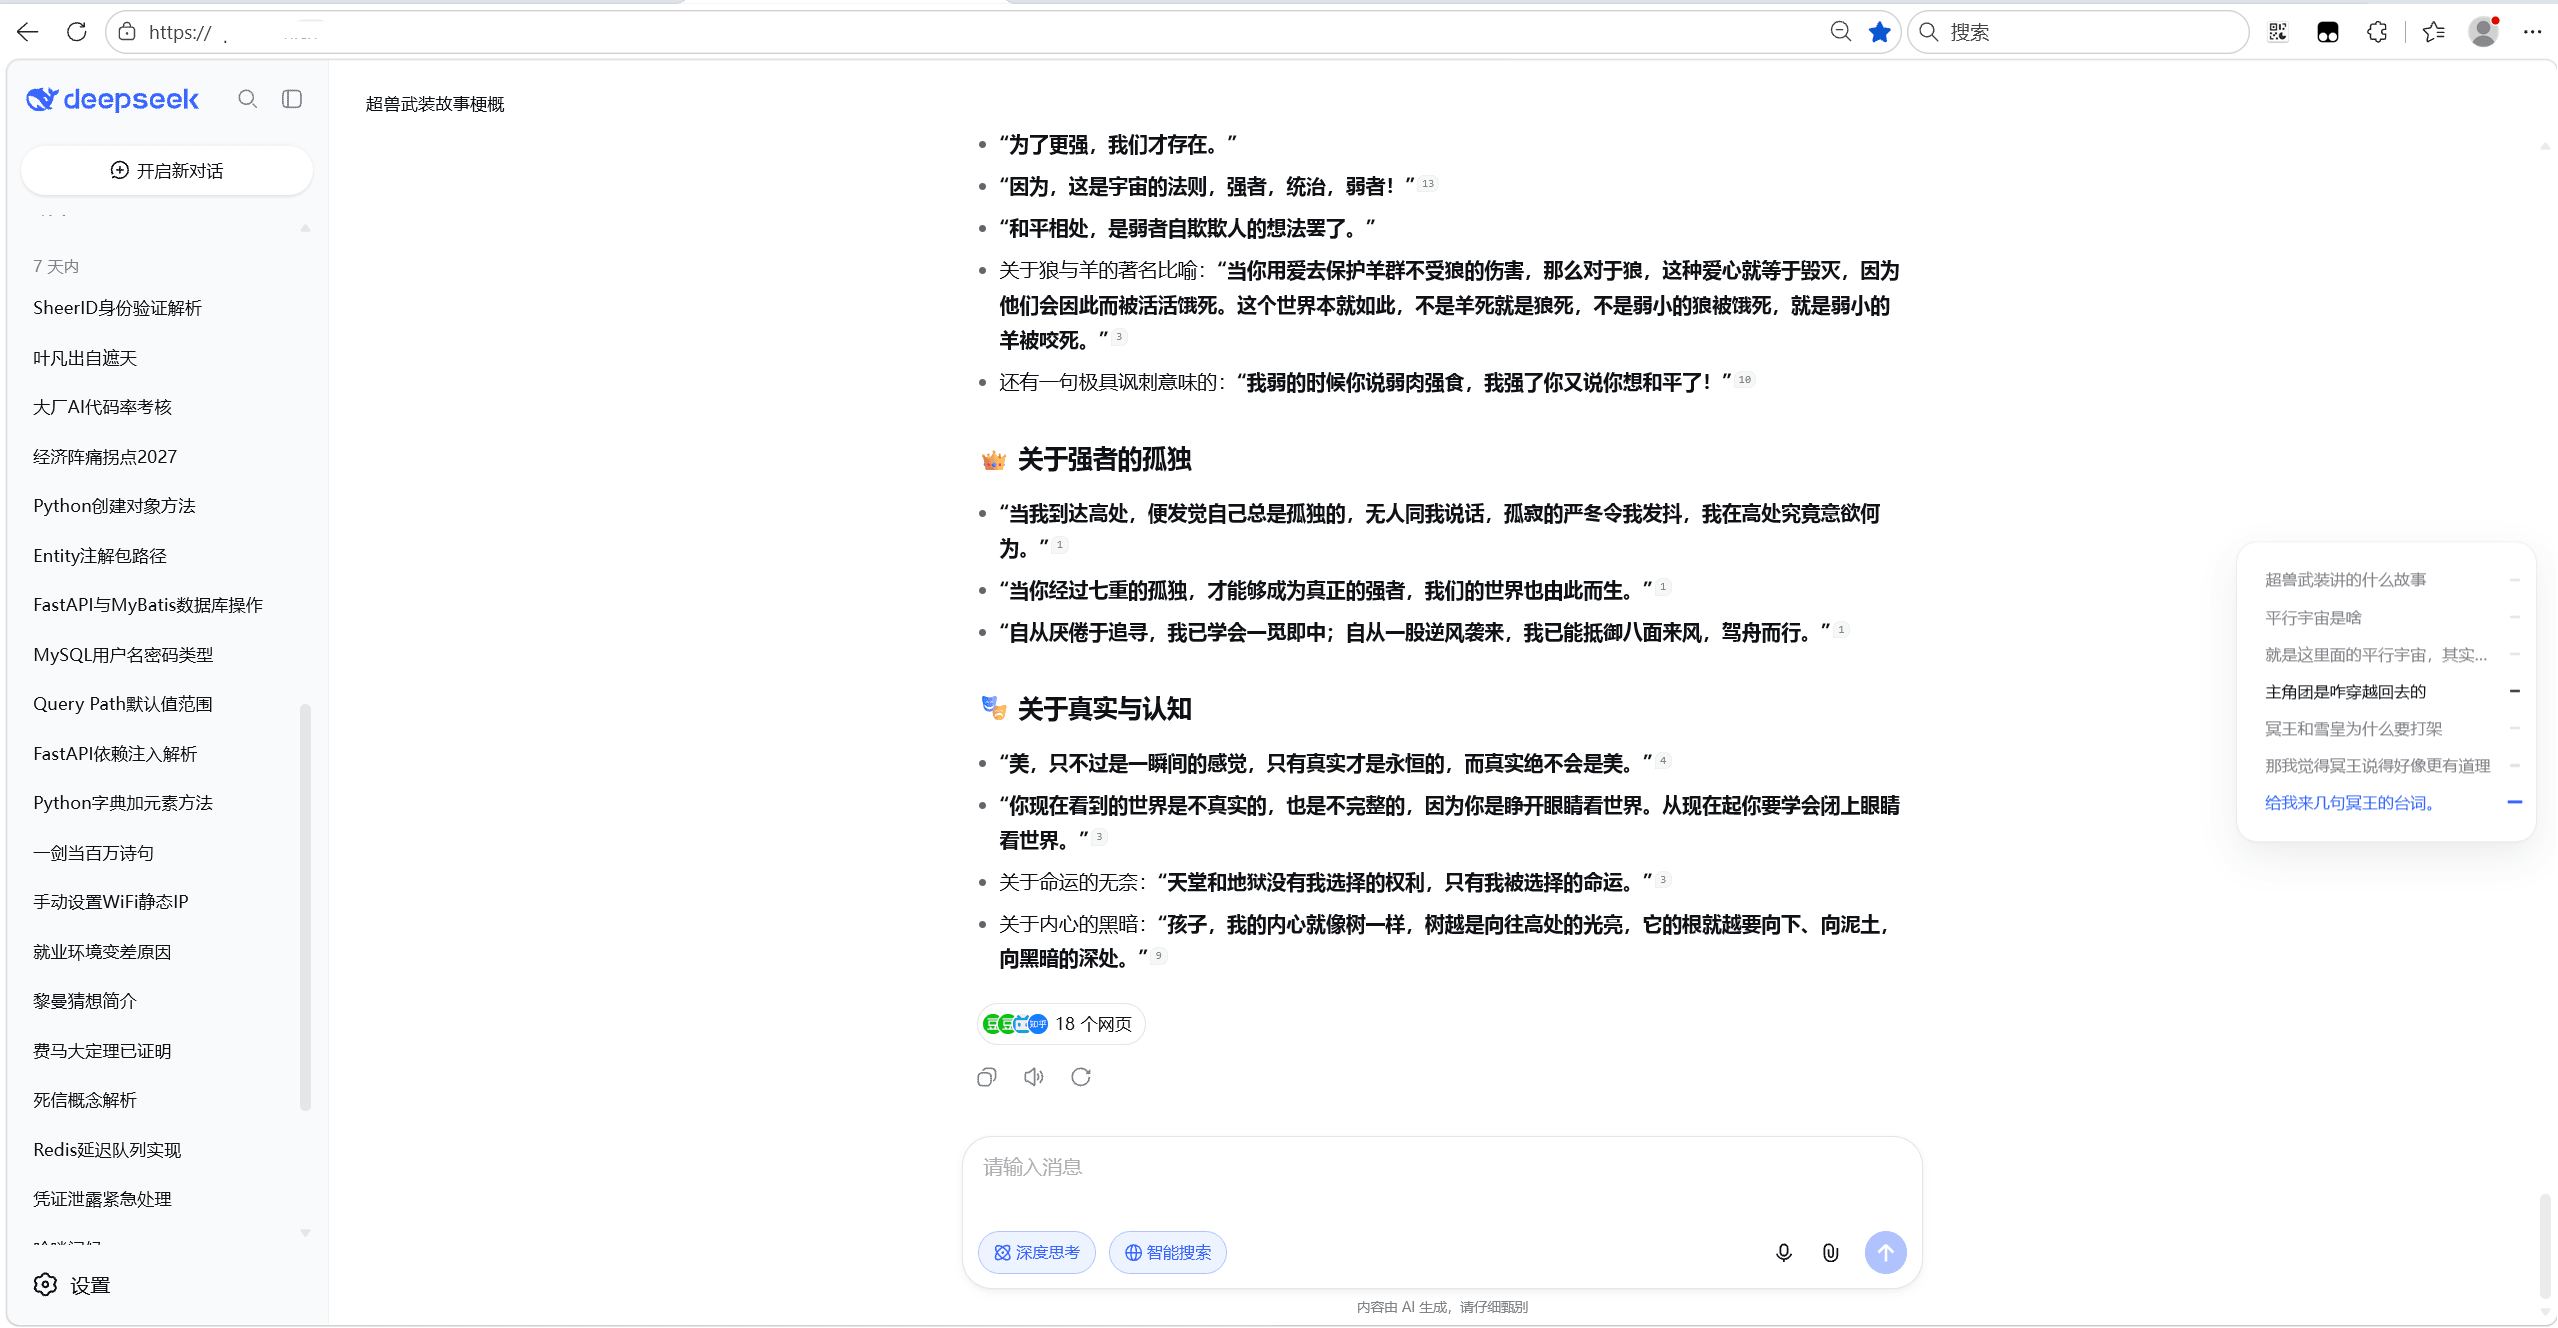 https://
搜索
deepseek
开启新对话
7 天内
SheerID身份验证解析
叶凡出自遮天
大厂AI代码率考核
经济阵痛拐点2027
Python创建对象方法
Entity注解包路径
FastAPI与MyBatis数据库操作
MySQL用户名密码类型
Query Path默认值范围
FastAPI依赖注入解析
Python字典加元素方法
一剑当百万诗句
手动设置WiFi静态IP
就业环境变差原因
黎曼猜想简介
费马大定理已证明
死信概念解析
Redis延迟队列实现
凭证泄露紧急处理
设置
超兽武装故事梗概
“为了更强，我们才存在。”
“因为，这是宇宙的法则，强者，统治，弱者！”13
“和平相处，是弱者自欺欺人的想法罢了。”
关于狼与羊的著名比喻：“当你用爱去保护羊群不受狼的伤害，那么对于狼，这种爱心就等于毁灭，因为
他们会因此而被活活饿死。这个世界本就如此，不是羊死就是狼死，不是弱小的狼被饿死，就是弱小的
羊被咬死。”3
还有一句极具讽刺意味的：“我弱的时候你说弱肉强食，我强了你又说你想和平了！”10
关于强者的孤独
“当我到达高处，便发觉自己总是孤独的，无人同我说话，孤寂的严冬令我发抖，我在高处究竟意欲何
为。”1
“当你经过七重的孤独，才能够成为真正的强者，我们的世界也由此而生。”1
“自从厌倦于追寻，我已学会一觅即中；自从一股逆风袭来，我已能抵御八面来风，驾舟而行。”1
关于真实与认知
“美，只不过是一瞬间的感觉，只有真实才是永恒的，而真实绝不会是美。”4
“你现在看到的世界是不真实的，也是不完整的，因为你是睁开眼睛看世界。从现在起你要学会闭上眼睛
看世界。”3
关于命运的无奈：“天堂和地狱没有我选择的权利，只有我被选择的命运。”3
关于内心的黑暗：“孩子，我的内心就像树一样，树越是向往高处的光亮，它的根就越要向下、向泥土，
向黑暗的深处。”9
豆豆知乎 18 个网页
请输入消息
深度思考
智能搜索
内容由 AI 生成，请仔细甄别
超兽武装讲的什么故事
平行宇宙是啥
就是这里面的平行宇宙，其实...
主角团是咋穿越回去的
冥王和雪皇为什么要打架
那我觉得冥王说得好像更有道理
给我来几句冥王的台词。